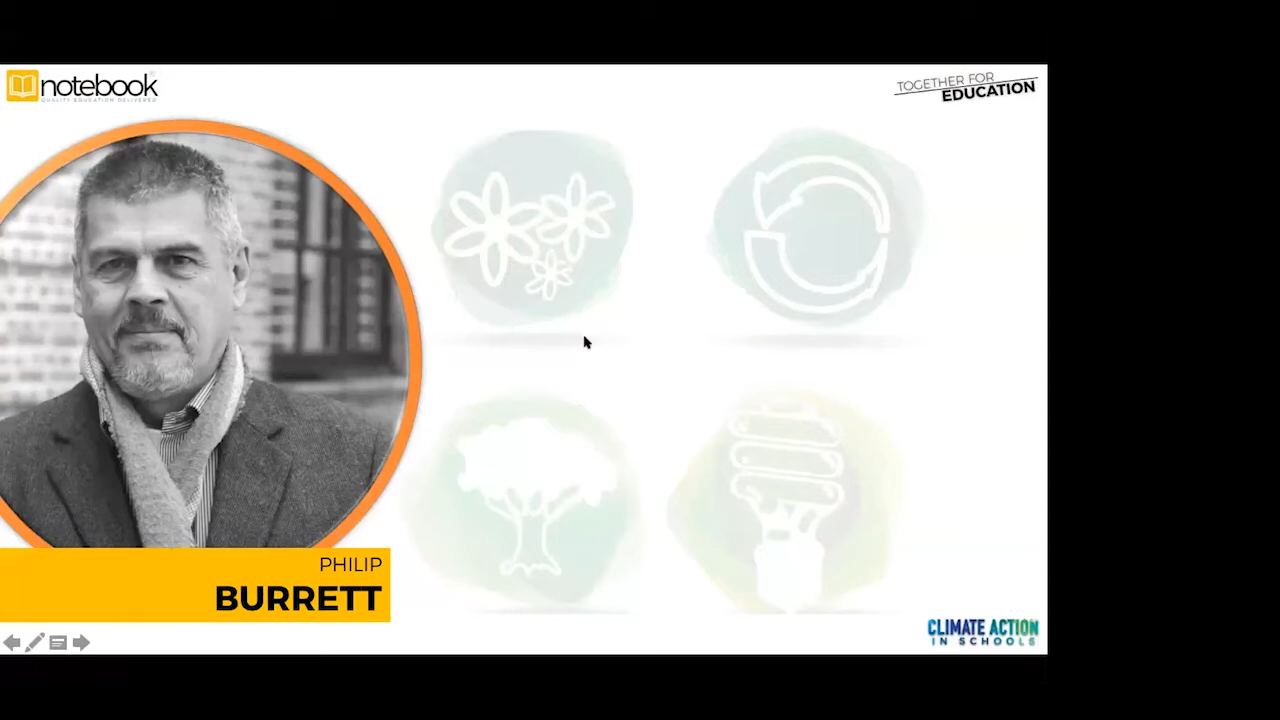 notebook
QUALITY EDUCATION DELIVERED
TOGETHER FOR
EDUCATION
PHILIP
BURRETT
CLIMATE ACTION
IN SCHOOLS